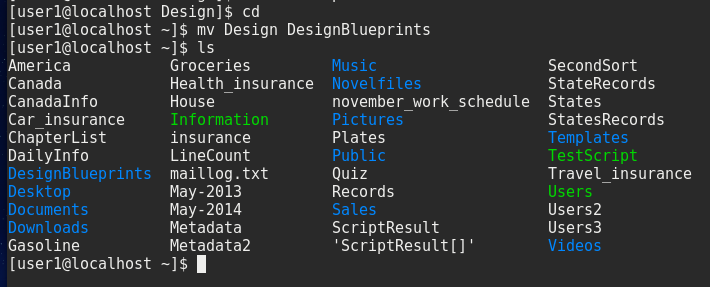 [user1@localhost Design]$ cd
[user1@localhost ~]$ mv Design DesignBlueprints
[user1@localhost ~]$ ls
America Groceries Music SecondSort
Canada Health_insurance Novelfiles StateRecords
CanadaInfo House november_work_schedule States
Car_insurance Information Pictures StatesRecords
ChapterList insurance Plates Templates
DailyInfo LineCount Public TestScript
DesignBlueprints maillog.txt Quiz Travel_insurance
Desktop May-2013 Records Users
Documents May-2014 Sales Users2
Downloads Metadata ScriptResult Users3
Gasoline Metadata2 'ScriptResult[]' Videos
[user1@localhost ~]$